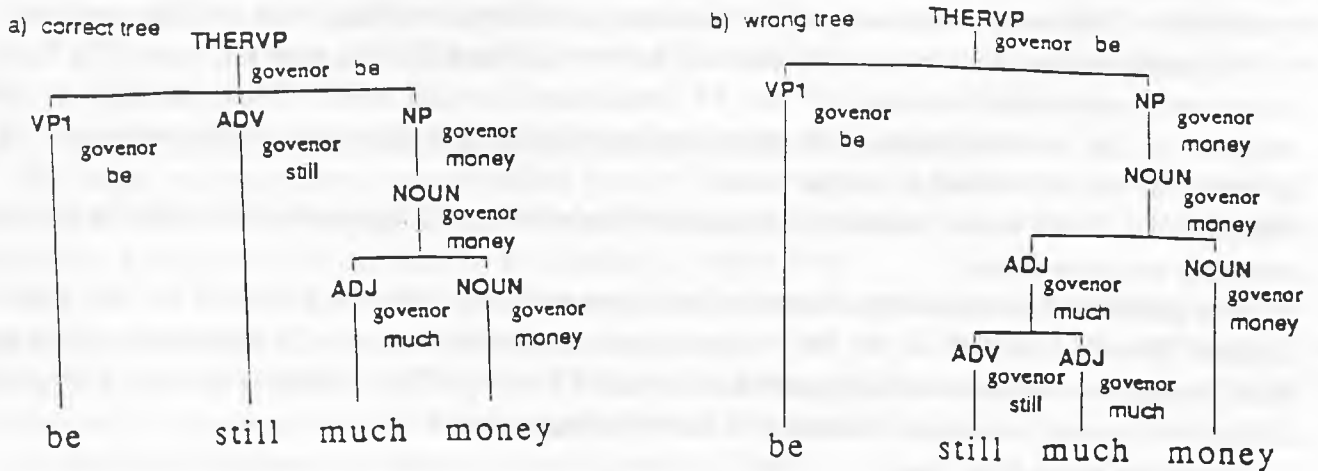 a) correct tree
THERVP
govenor be
VP1 ADV NP
govenor be
govenor still
govenor money
NOUN
govenor money
ADJ NOUN
govenor much
govenor money
be still much money
b) wrong tree
THERVP
govenor be
VP1 NP
govenor be
govenor money
NOUN
govenor money
ADJ NOUN
govenor much
govenor money
ADV ADJ
govenor still
govenor much
be still much money